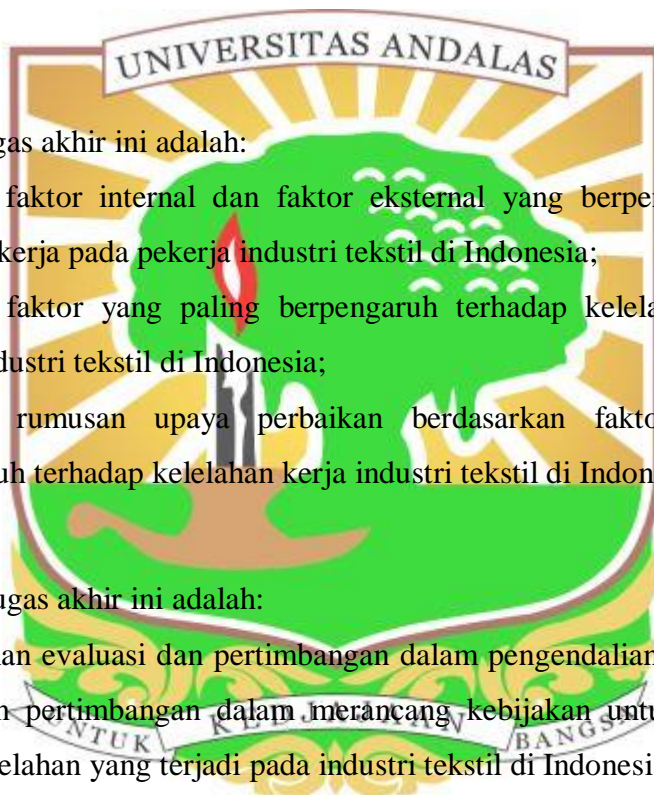 UNIVERSITAS ANDALAS
gas akhir ini adalah:
faktor internal dan faktor eksternal yang berpe
kerja pada pekerja industri tekstil di Indonesia;
faktor yang paling berpengaruh terhadap kelela
dustri tekstil di Indonesia;
rumusan upaya perbaikan berdasarkan fakto
uh terhadap kelelahan kerja industri tekstil di Indon
ugas akhir ini adalah:
an evaluasi dan pertimbangan dalam pengendalian
n pertimbangan dalam merancang kebijakan untu
elahan yang terjadi pada industri tekstil di Indonesi
UNTUK KEDJAJAAN BANGSA